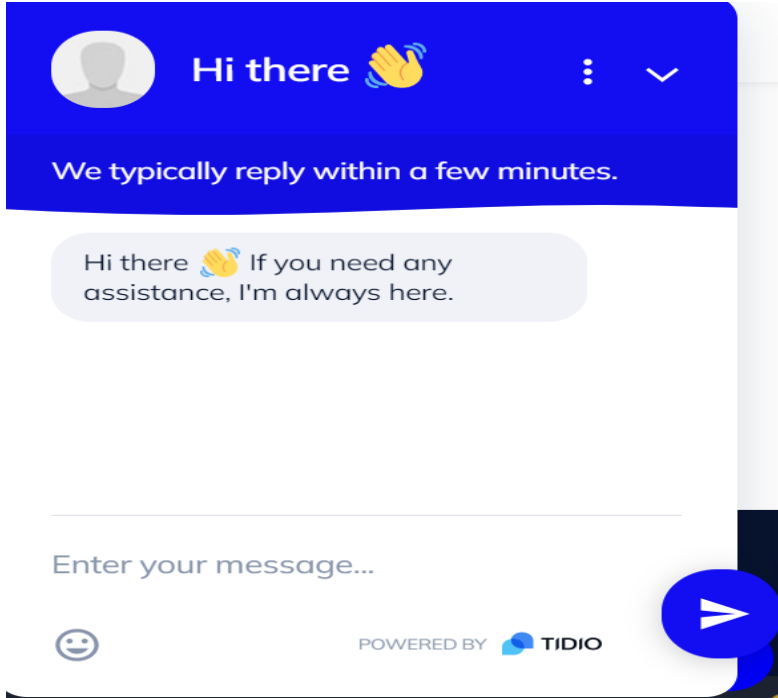 Hi there 👋
We typically reply within a few minutes.
Hi there 👋 If you need any
assistance, I'm always here.
Enter your message...
POWERED BY TIDIO